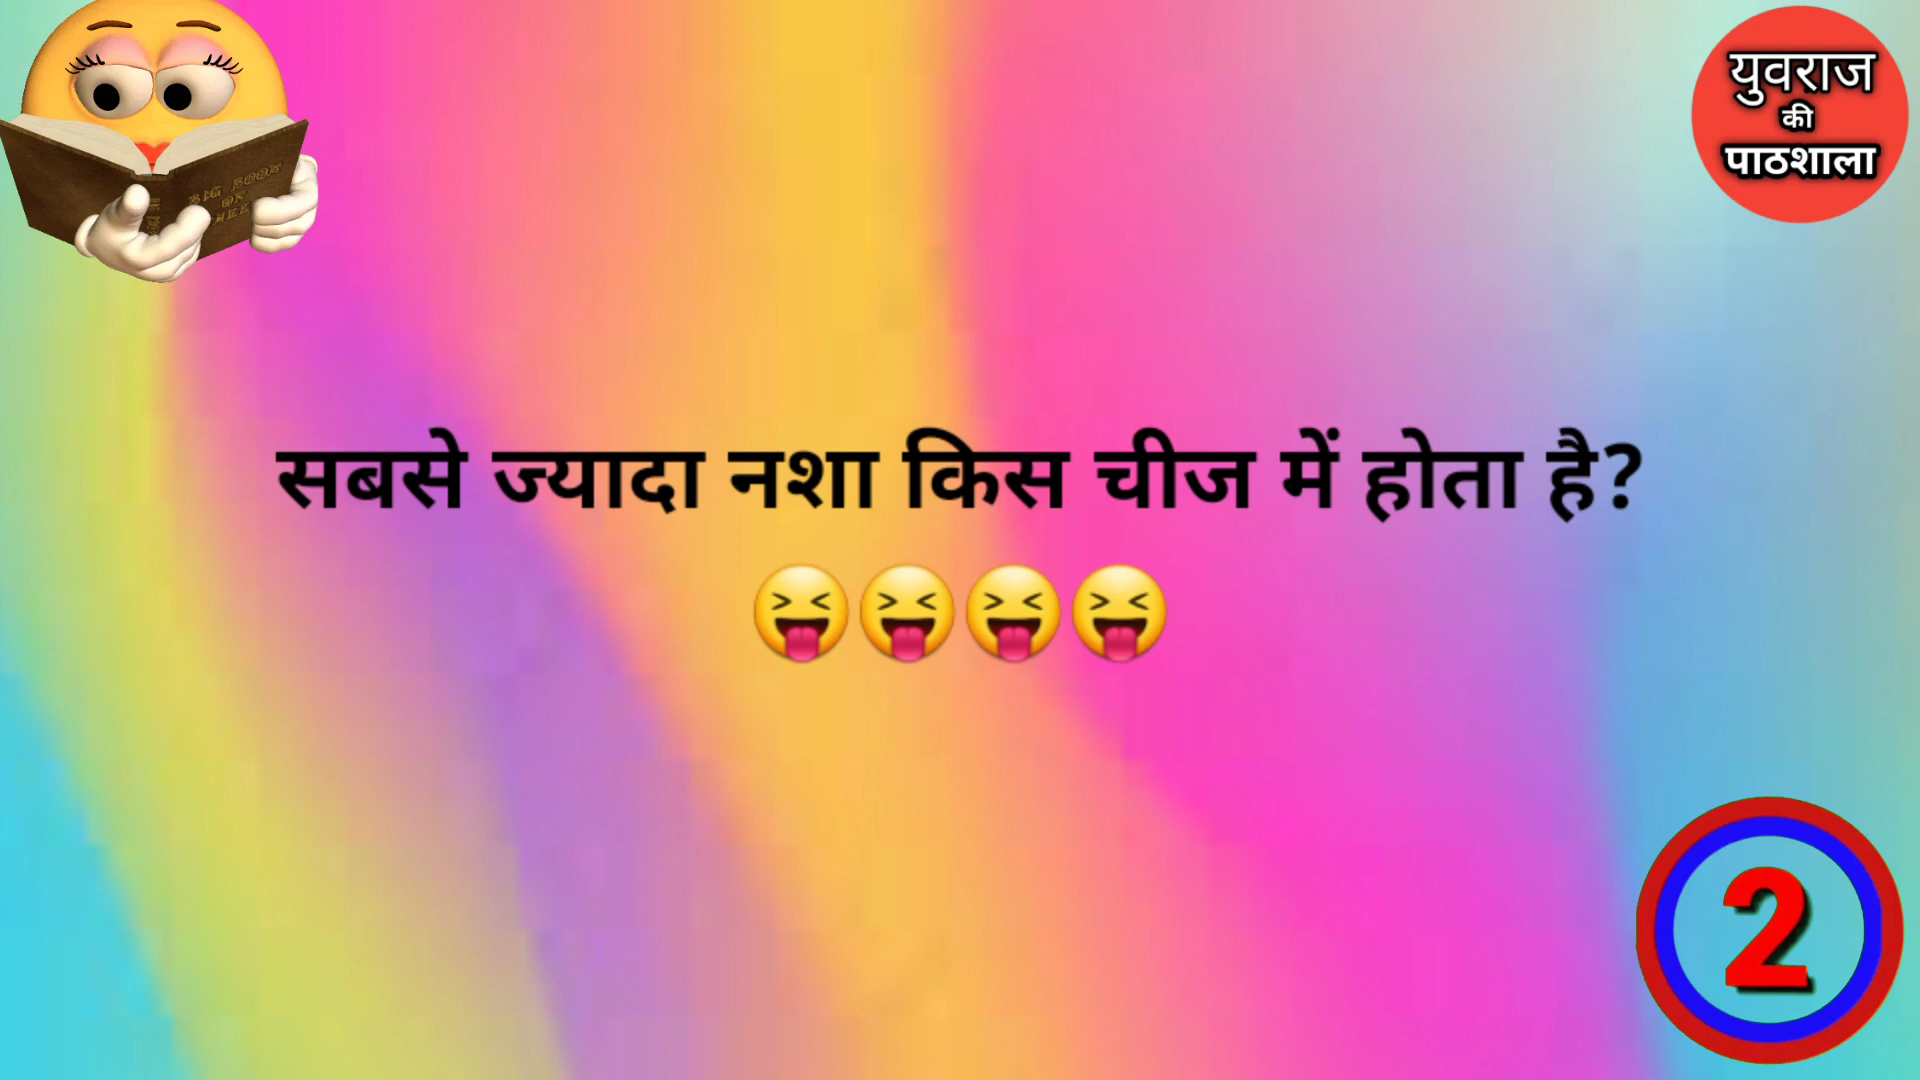 युवराज
की
पाठशाला
सबसे ज्यादा नशा किस चीज में होता है?
😝😝😝😝
2